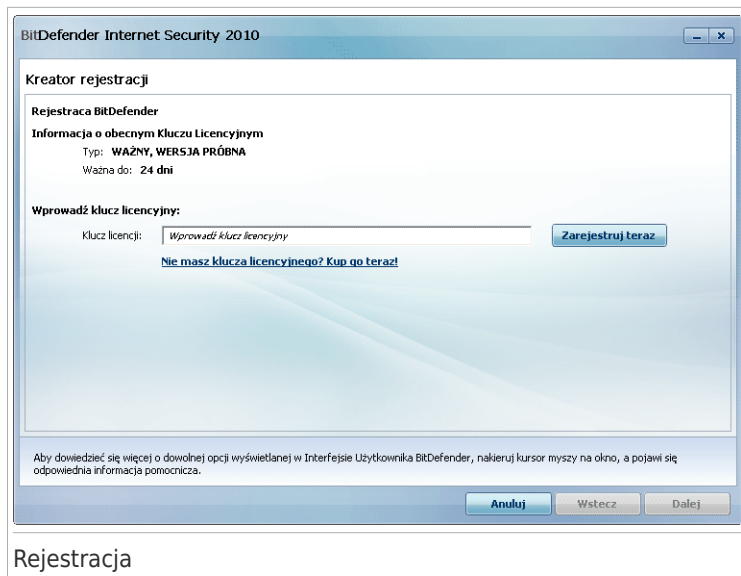 BitDefender Internet Security 2010
Kreator rejestracji
Rejestraca BitDefender
Informacja o obecnym Kluczu Licencyjnym
Typ: WAŻNY, WERSJA PRÓBNA
Ważna do: 24 dni
Wprowadź klucz licencyjny:
Klucz licencji: Wprowadź klucz licencyjny Zarejestruj teraz
Nie masz klucza licencyjnego? Kup go teraz!
Aby dowiedzieć się więcej o dowolnej opcji wyświetlanej w Interfejsie Użytkownika BitDefender, nakieruj kursor myszy na okno, a pojawi się
odpowiednia informacja pomocnicza.
Anuluj Wstecz Dalej
Rejestracja